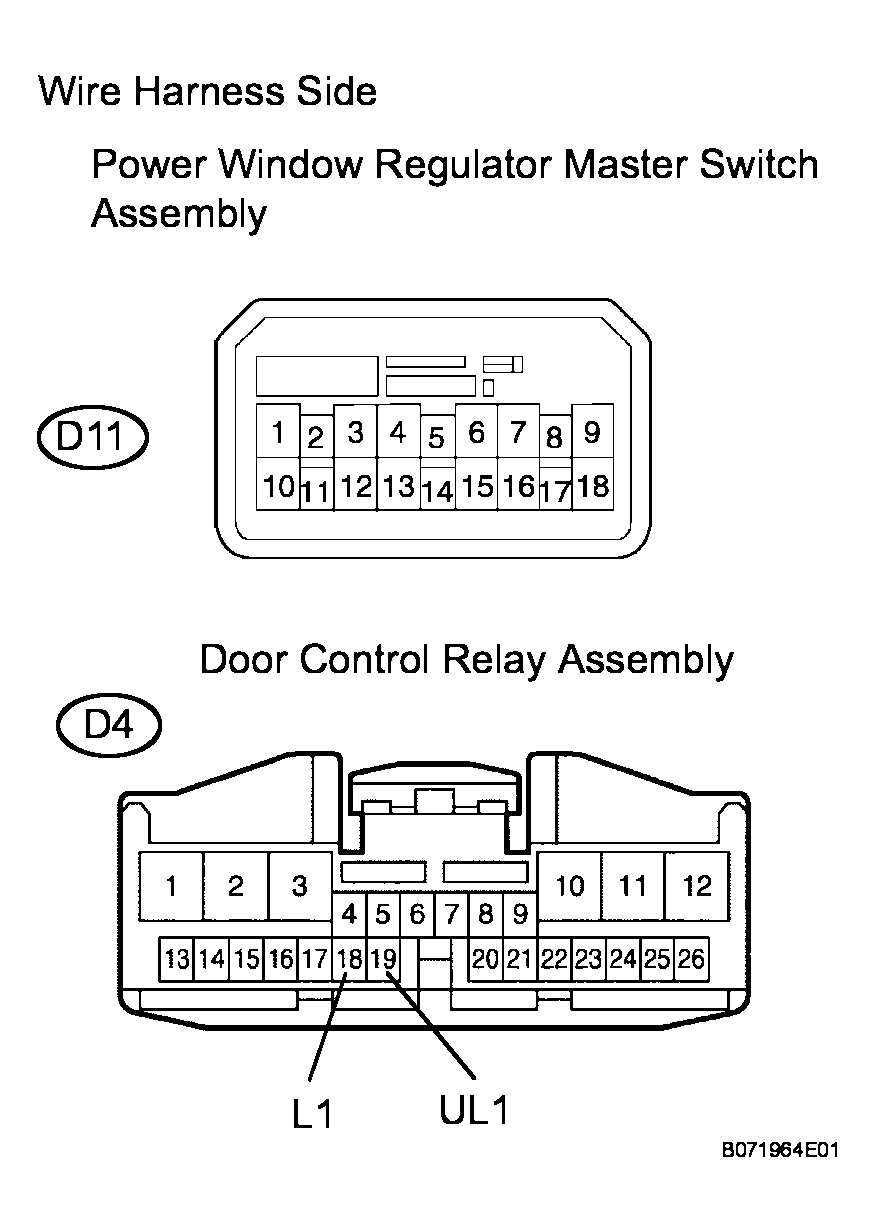 Wire Harness Side
Power Window Regulator Master Switch
Assembly
D11
1 2 3 4 5 6 7 8 9
10 11 12 13 14 15 16 17 18
Door Control Relay Assembly
D4
1 2 3 10 11 12
4 5 6 7 8 9
13 14 15 16 17 18 19 20 21 22 23 24 25 26
L1 UL1
B071964E01